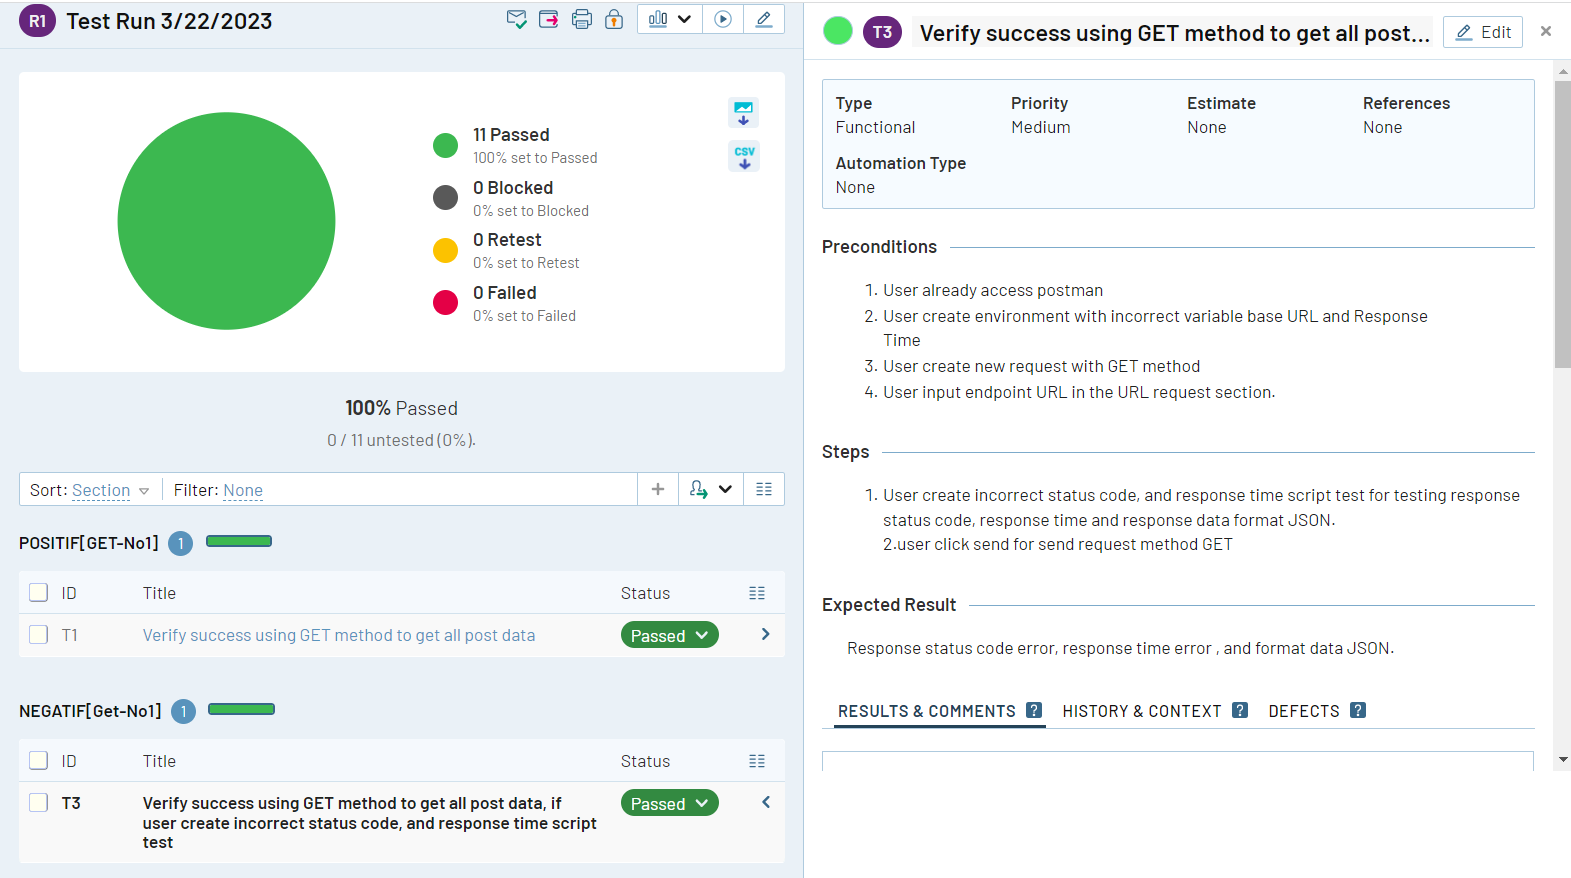 R1 Test Run 3/22/2023
11 Passed
100% set to Passed
0 Blocked
0% set to Blocked
0 Retest
0% set to Retest
0 Failed
0% set to Failed
CSV
100% Passed
0 / 11 untested (0%).
Sort: Section Filter: None
POSITIF[GET-No1] 1
ID Title Status
T1 Verify success using GET method to get all post data Passed
NEGATIF[Get-No1] 1
ID Title Status
T3 Verify success using GET method to get all post data, if Passed
user create incorrect status code, and response time script
test
T3 Verify success using GET method to get all post... Edit
Type Priority Estimate References
Functional Medium None None
Automation Type
None
Preconditions
1. User already access postman
2. User create environment with incorrect variable base URL and Response
Time
3. User create new request with GET method
4. User input endpoint URL in the URL request section.
Steps
1. User create incorrect status code, and response time script test for testing response
status code, response time and response data format JSON.
2.user click send for send request method GET
Expected Result
Response status code error, response time error , and format data JSON.
RESULTS & COMMENTS ? HISTORY & CONTEXT ? DEFECTS ?